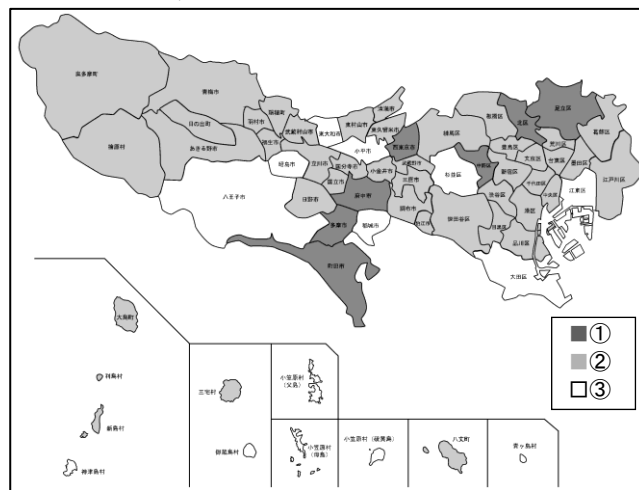 奥多摩町
青梅市
檜原村
日の出町
あきる野市
羽村市
瑞穂町
福生市
武蔵村山市
東大和市
東村山市
清瀬市
東久留米市
西東京市
小平市
昭島市
立川市
国分寺市
国立市
小金井市
武蔵野市
三鷹市
八王子市
日野市
府中市
調布市
狛江市
多摩市
稲城市
町田市
練馬区
板橋区
北区
足立区
葛飾区
荒川区
豊島区
文京区
台東区
墨田区
中野区
杉並区
新宿区
千代田区
中央区
江東区
江戸川区
渋谷区
港区
世田谷区
目黒区
品川区
大田区
大島町
利島村
新島村
神津島村
三宅村
御蔵島村
小笠原村
（父島）
小笠原村
（母島）
小笠原村（硫黄島）
八丈町
青ヶ島村
①
②
③